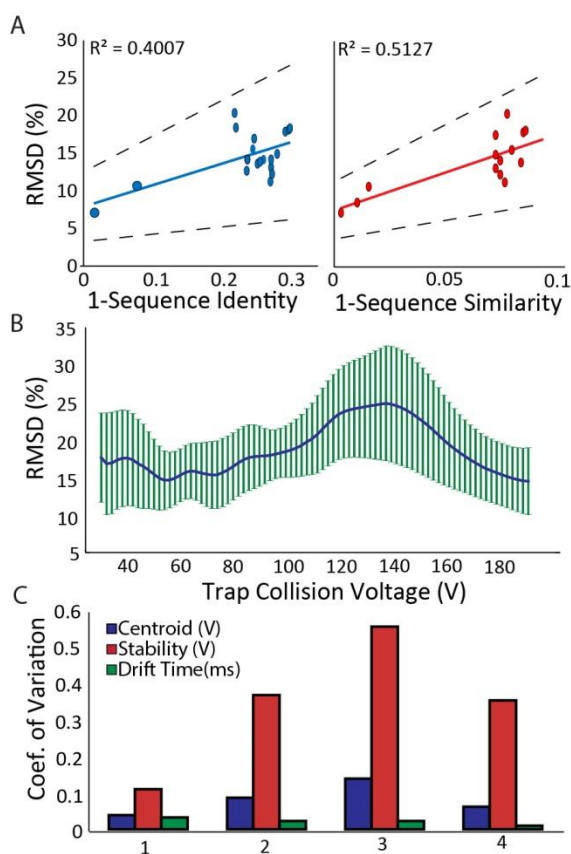 A
R² = 0.4007
R² = 0.5127
RMSD (%)
30
25
20
15
10
5
0
0 0.1 0.2 0.3
0 0.05 0.1
1-Sequence Identity
1-Sequence Similarity
B
RMSD (%)
35
30
25
20
15
10
5
40 60 80 100 120 140 160 180
Trap Collision Voltage (V)
C
Coef. of Variation
0.6
0.5
0.4
0.3
0.2
0.1
0
Centroid (V)
Stability (V)
Drift Time(ms)
1 2 3 4